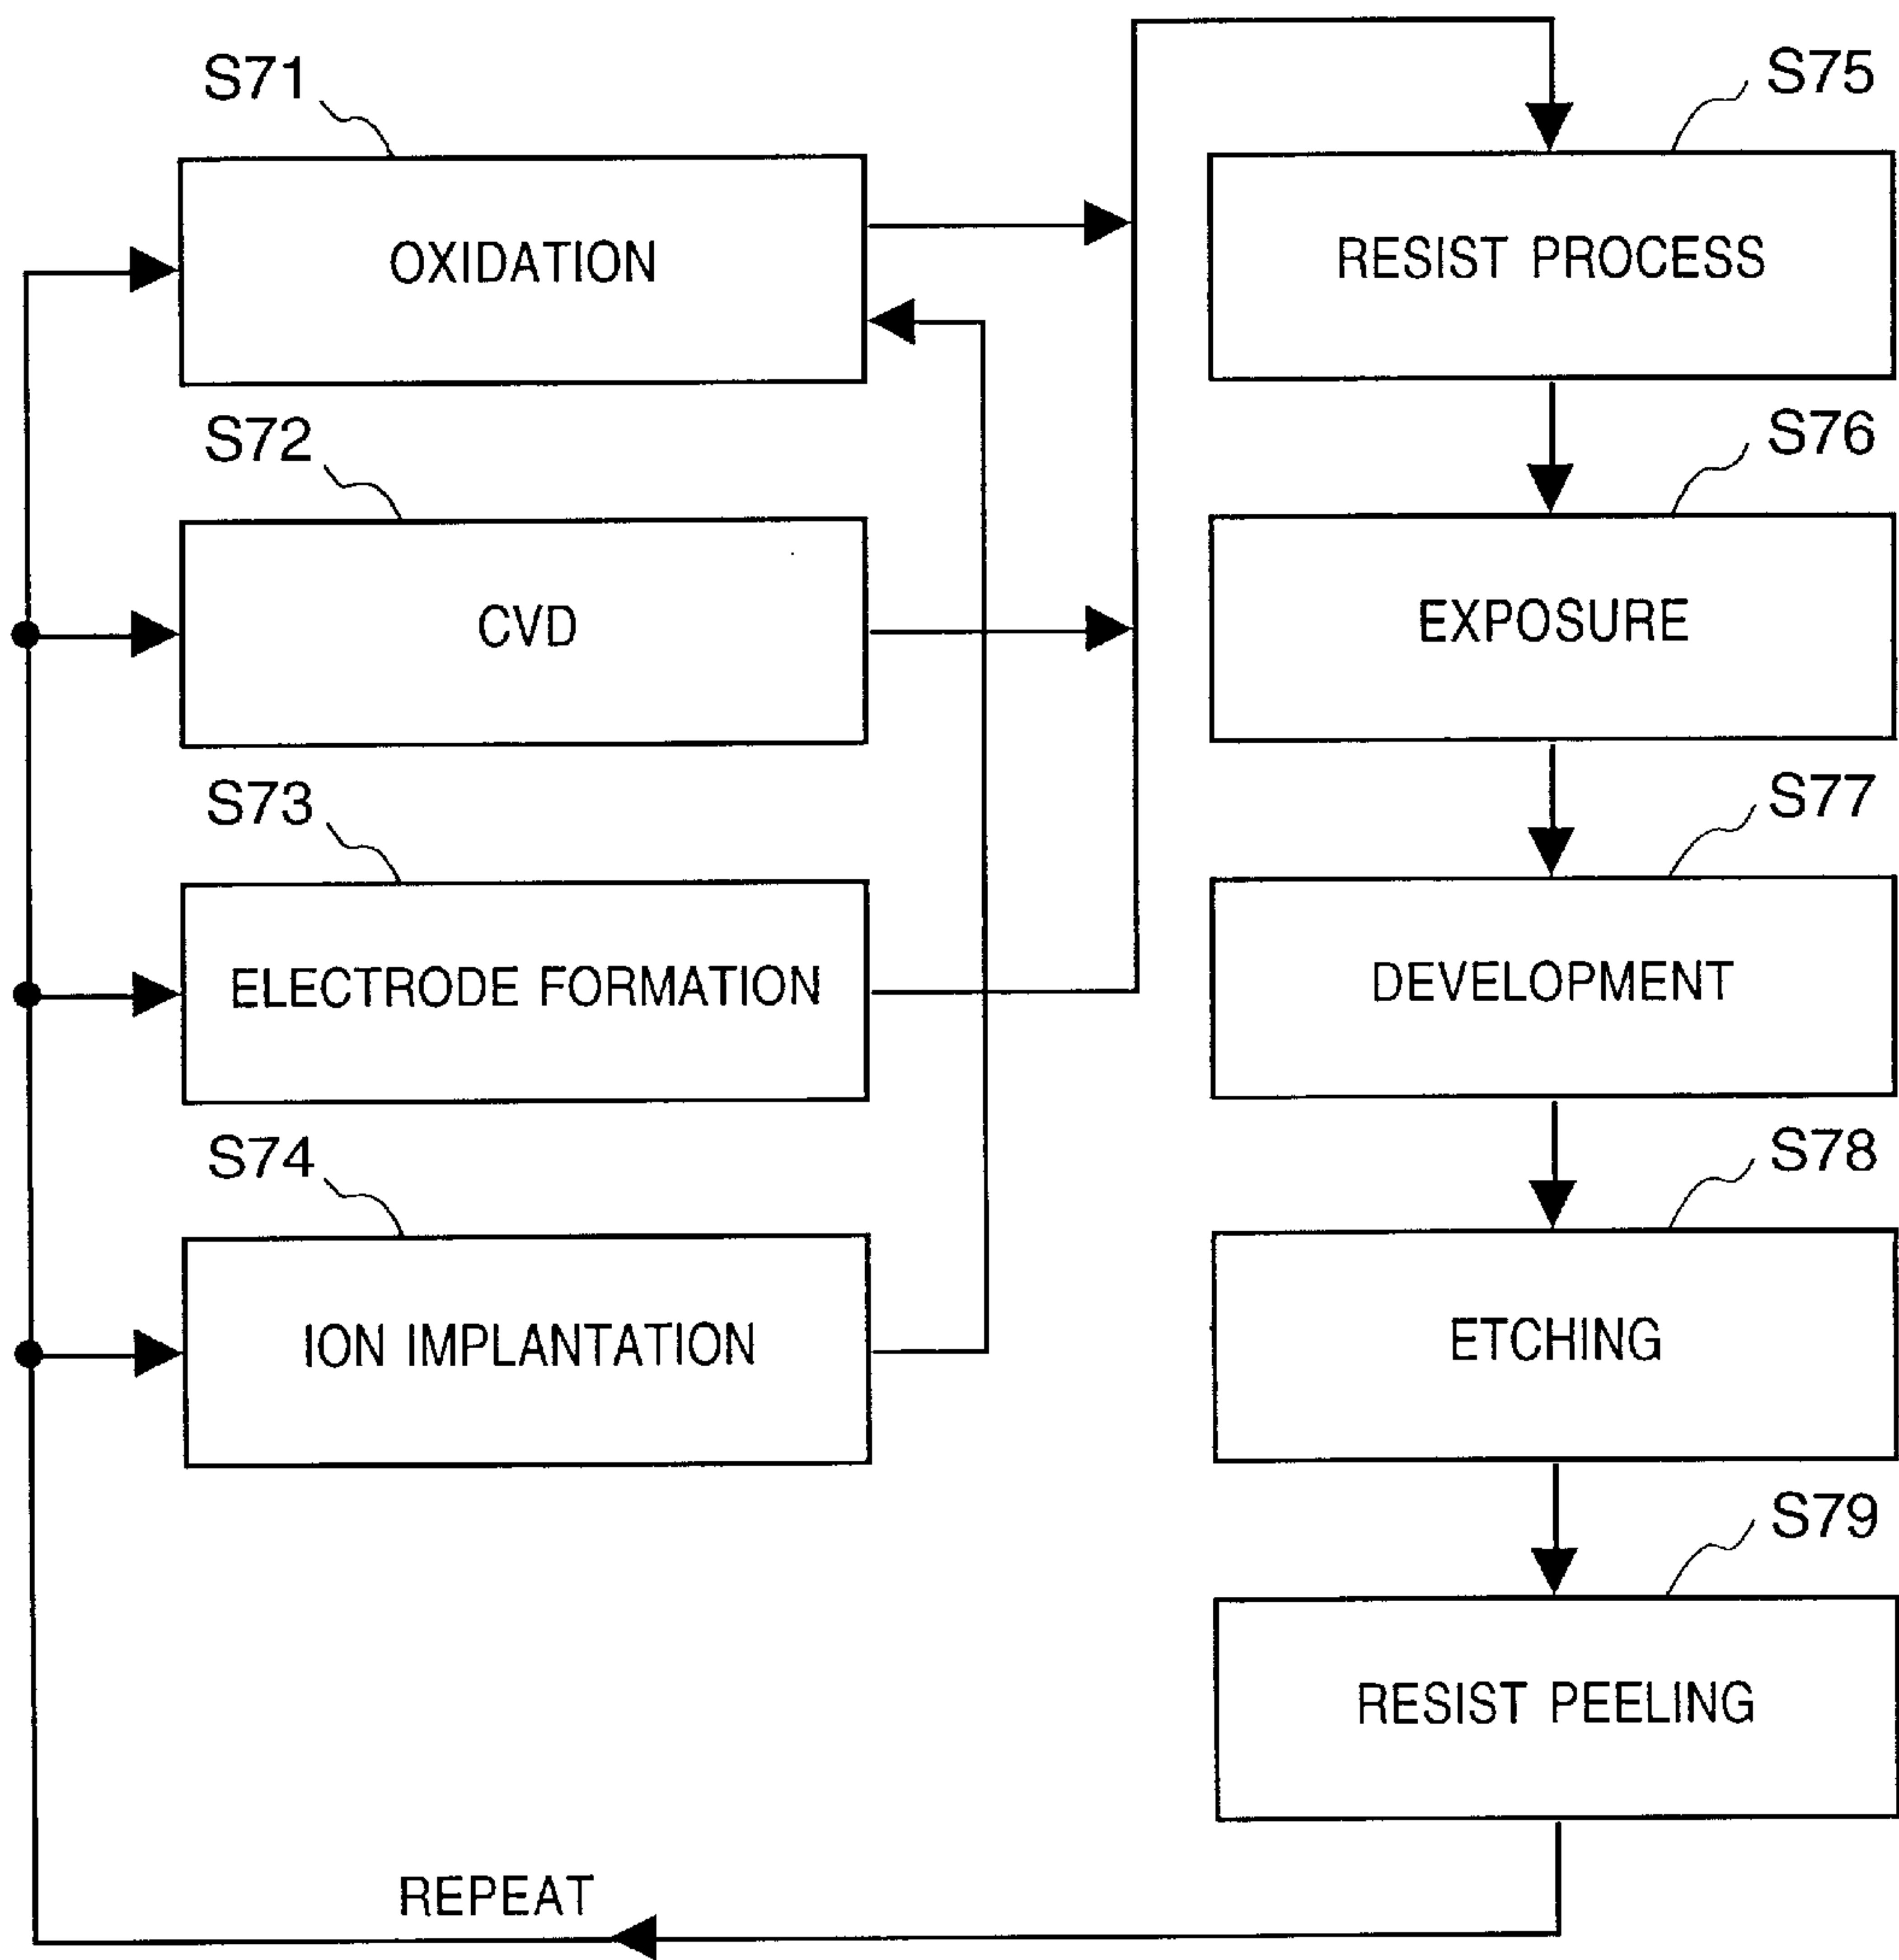 S71
OXIDATION
S72
CVD
S73
ELECTRODE FORMATION
S74
ION IMPLANTATION
S75
RESIST PROCESS
S76
EXPOSURE
S77
DEVELOPMENT
S78
ETCHING
S79
RESIST PEELING
REPEAT